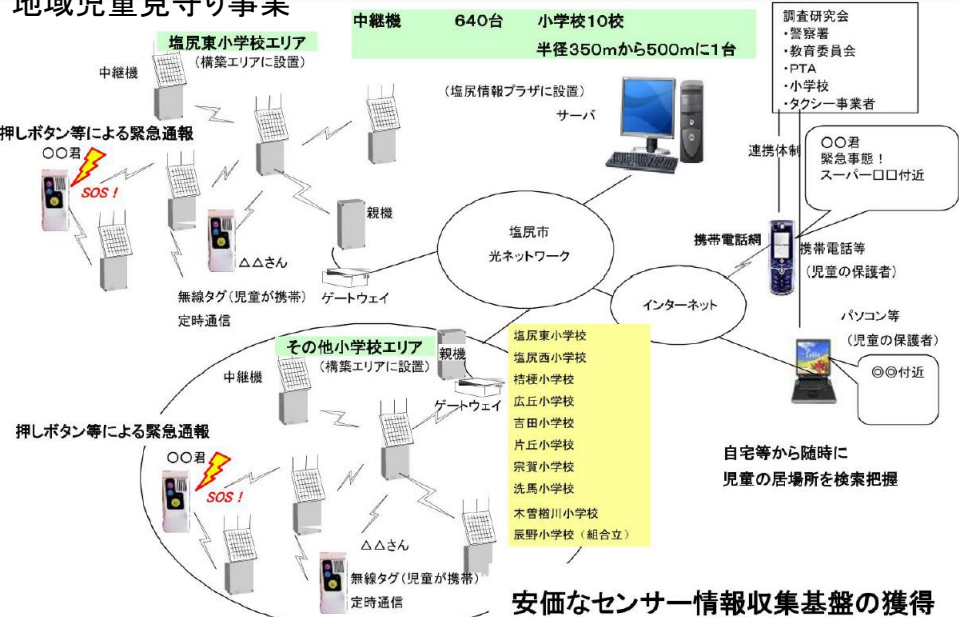 地域児童見守り事業
中継機 640台 小学校10校
半径350mから500mに1台
調査研究会
・警察署
・教育委員会
・PTA
・小学校
・タクシー事業者
塩尻東小学校エリア
(構築エリアに設置)
中継機
(塩尻情報プラザに設置)
サーバ
押しボタン等による緊急通報
○○君
SOS!
連携体制
○○君
緊急事態!
スーパー□□付近
親機
塩尻市
光ネットワーク
携帯電話網
携帯電話等
(児童の保護者)
△△さん
無線タグ(児童が携帯)
定時通信
ゲートウェイ
インターネット
パソコン等
(児童の保護者)
◎◎付近
その他小学校エリア
(構築エリアに設置)
中継機
親機
ゲートウェイ
塩尻東小学校
塩尻西小学校
桔梗小学校
広丘小学校
吉田小学校
片丘小学校
宗賀小学校
洗馬小学校
木曽楢川小学校
辰野小学校(組合立)
押しボタン等による緊急通報
○○君
SOS!
自宅等から随時に
児童の居場所を検索把握
△△さん
無線タグ(児童が携帯)
定時通信
安価なセンサー情報収集基盤の獲得